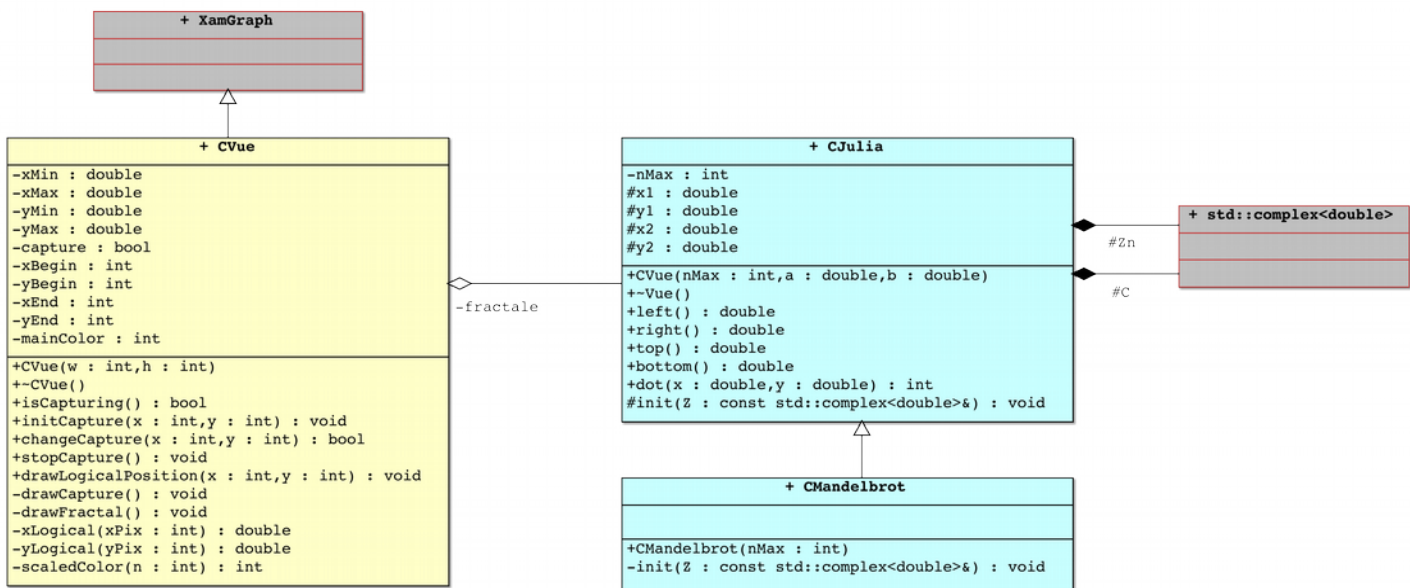 + XamGraph
+ CVue
-xMin : double
-xMax : double
-yMin : double
-yMax : double
-capture : bool
-xBegin : int
-yBegin : int
-xEnd : int
-yEnd : int
-mainColor : int
+CVue(w : int,h : int)
+~CVue()
+isCapturing() : bool
+initCapture(x : int,y : int) : void
+changeCapture(x : int,y : int) : bool
+stopCapture() : void
+drawLogicalPosition(x : int,y : int) : void
-drawCapture() : void
-drawFractal() : void
-xLogical(xPix : int) : double
-yLogical(yPix : int) : double
-scaledColor(n : int) : int
-fractale
+ CJulia
-nMax : int
#x1 : double
#y1 : double
#x2 : double
#y2 : double
+CVue(nMax : int,a : double,b : double)
+~Vue()
+left() : double
+right() : double
+top() : double
+bottom() : double
+dot(x : double,y : double) : int
#init(Z : const std::complex<double>&) : void
#Zn
#C
+ std::complex<double>
+ CMandelbrot
+CMandelbrot(nMax : int)
-init(Z : const std::complex<double>&) : void